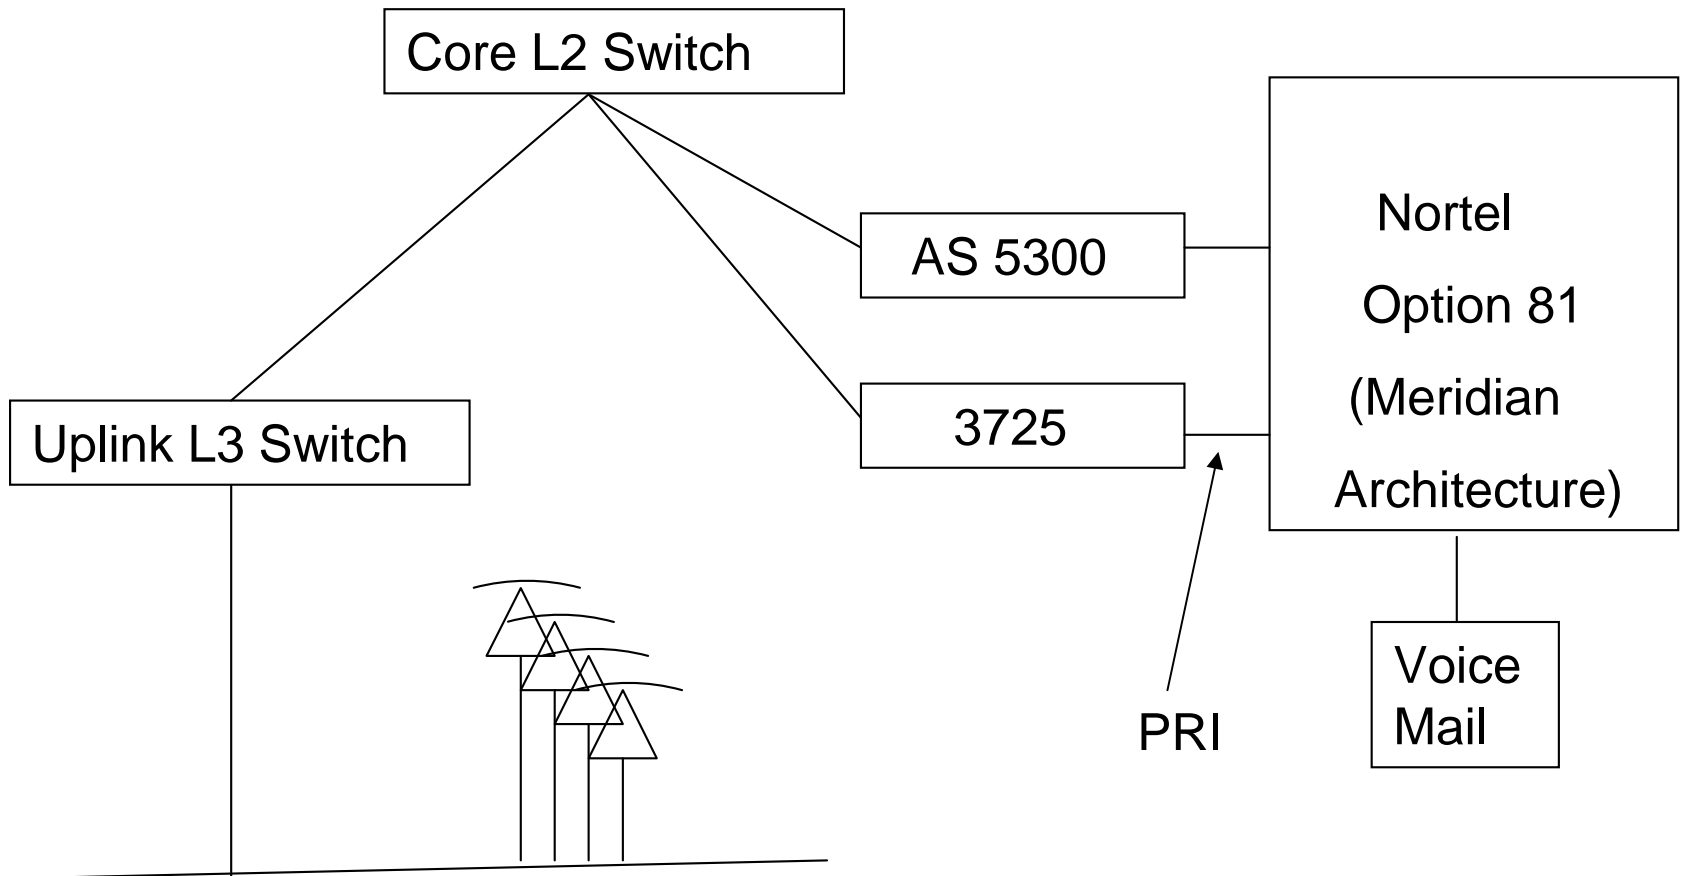 Core L2 Switch
Nortel
AS 5300
Option 81
(Meridian
3725
Uplink L3 Switch
Architecture)
Voice
Mail
PRI